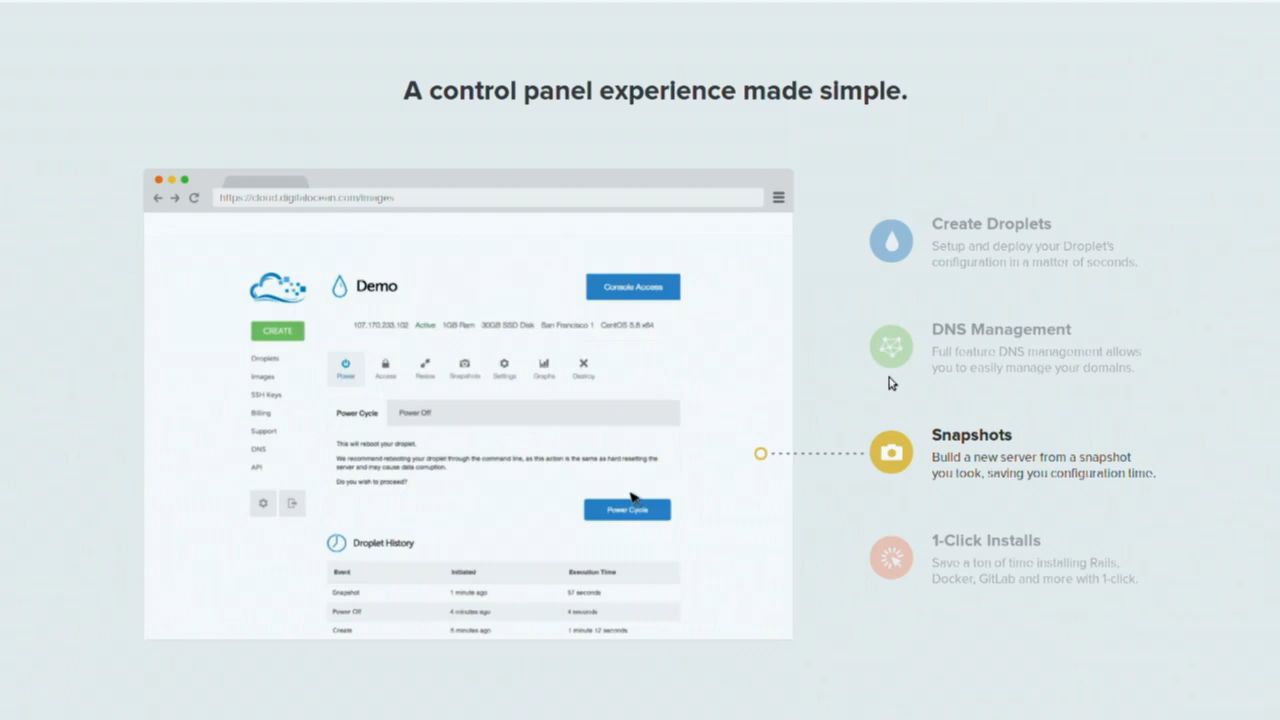 A control panel experience made simple.
https://cloud.digitalocean.com/images
Demo
Console Access
107.170.233.102 Active 1GB Ram 30GB SSD Disk San Francisco 1 CentOS 5.8 x64
CREATE
Droplets
Images
SSH Keys
Billing
Support
DNS
API
Power Access Resize Snapshots Settings Graphs Destroy
Power Cycle Power Off
This will reboot your droplet.
We recommend rebooting your droplet through the command line, as this action is the same as hard resetting the
server and may cause data corruption.
Do you wish to proceed?
Power Cycle
Droplet History
Event Initiated Execution Time
Snapshot 1 minute ago 57 seconds
Power Off 4 minutes ago 4 seconds
Create 5 minutes ago 1 minute 12 seconds
Create Droplets
Setup and deploy your Droplet's
configuration in a matter of seconds.
DNS Management
Full feature DNS management allows
you to easily manage your domains.
Snapshots
Build a new server from a snapshot
you took, saving you configuration time.
1-Click Installs
Save a ton of time installing Rails,
Docker, GitLab and more with 1-click.